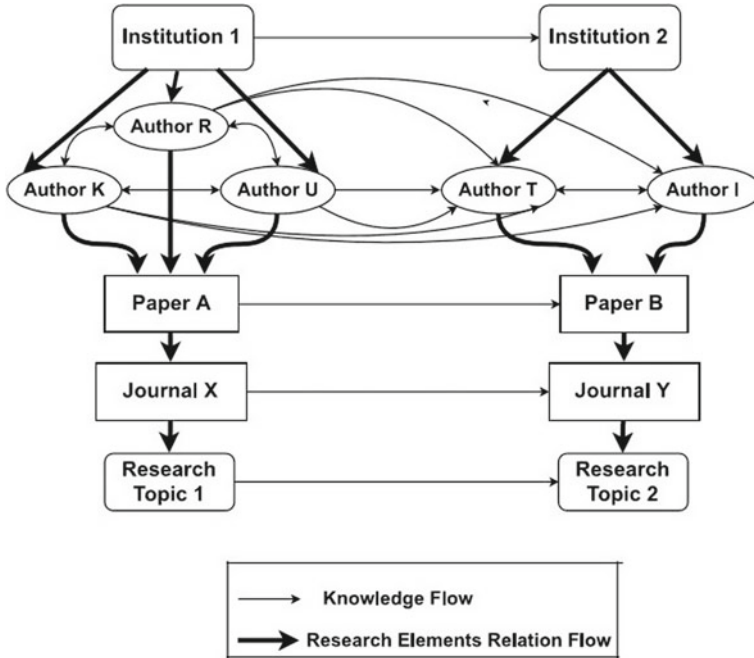 Institution 1
Institution 2
Author R
Author K
Author U
Author T
Author I
Paper A
Paper B
Journal X
Journal Y
Research
Topic 1
Research
Topic 2
Knowledge Flow
Research Elements Relation Flow